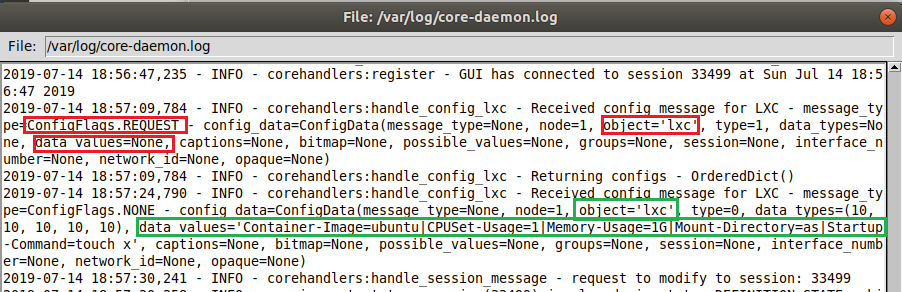 File: /var/log/core-daemon.log
File: /var/log/core-daemon.log
2019-07-14 18:56:47,235 - INFO - corehandlers:register - GUI has connected to session 33499 at Sun Jul 14 18:5
6:47 2019
2019-07-14 18:57:09,784 - INFO - corehandlers:handle_config_lxc - Received config message for LXC - message_ty
pe=ConfigFlags.REQUEST - config_data=ConfigData(message_type=None, node=1, object='lxc', type=1, data_types=No
ne, data_values=None, captions=None, bitmap=None, possible_values=None, groups=None, session=None, interface_n
umber=None, network_id=None, opaque=None)
2019-07-14 18:57:09,784 - INFO - corehandlers:handle_config_lxc - Returning configs - OrderedDict()
2019-07-14 18:57:24,790 - INFO - corehandlers:handle_config_lxc - Received config message for LXC - message_ty
pe=ConfigFlags.NONE - config_data=ConfigData(message_type=None, node=1, object='lxc', type=0, data_types=(10,
10, 10, 10, 10), data_values='Container-Image=ubuntu|CPUSet-Usage=1|Memory-Usage=1G|Mount-Directory=as|Startup
-Command=touch x', captions=None, bitmap=None, possible_values=None, groups=None, session=None, interface_numb
er=None, network_id=None, opaque=None)
2019-07-14 18:57:30,241 - INFO - corehandlers:handle_session_message - request to modify to session: 33499